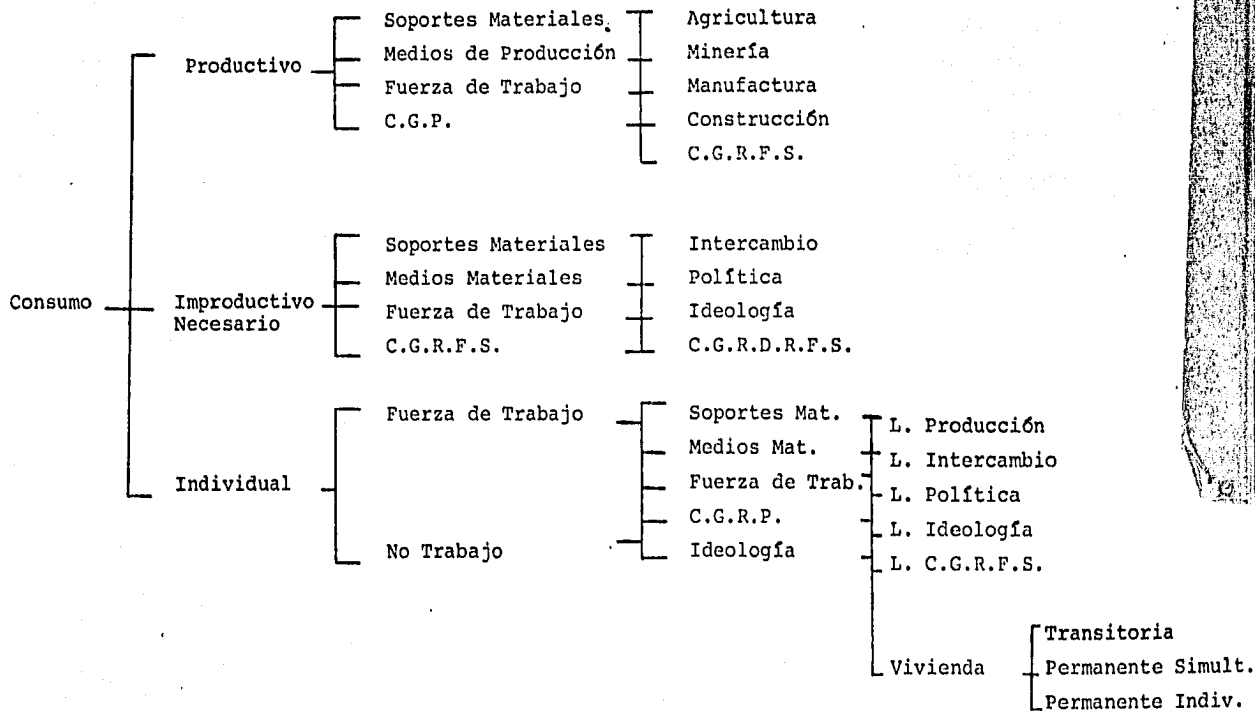 Soportes Materiales Agricultura
Productivo Medios de Producción Minería
Fuerza de Trabajo Manufactura
C.G.P. Construcción
C.G.R.F.S.
Soportes Materiales Intercambio
Medios Materiales Política
Consumo Improductivo Fuerza de Trabajo Ideología
Necesario
C.G.R.F.S. C.G.R.D.R.F.S.
Fuerza de Trabajo Soportes Mat. L. Producción
Medios Mat. L. Intercambio
Individual Fuerza de Trab. L. Política
C.G.R.P. L. Ideología
No Trabajo Ideología L. C.G.R.F.S.
Transitoria
Vivienda Permanente Simult.
Permanente Indiv.